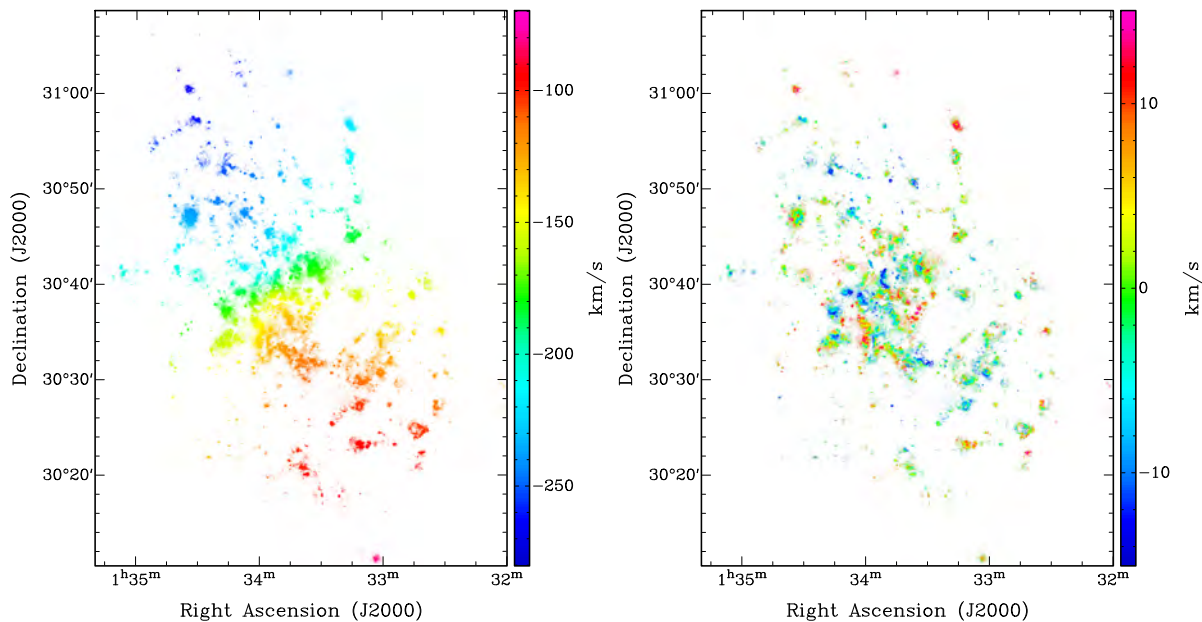 31°00′
30°50′
30°40′
30°30′
30°20′
Declination (J2000)
1ʰ35ᵐ
34ᵐ
33ᵐ
32ᵐ
Right Ascension (J2000)
−100
−150
−200
−250
km/s
31°00′
30°50′
30°40′
30°30′
30°20′
Declination (J2000)
1ʰ35ᵐ
34ᵐ
33ᵐ
32ᵐ
Right Ascension (J2000)
10
0
−10
km/s